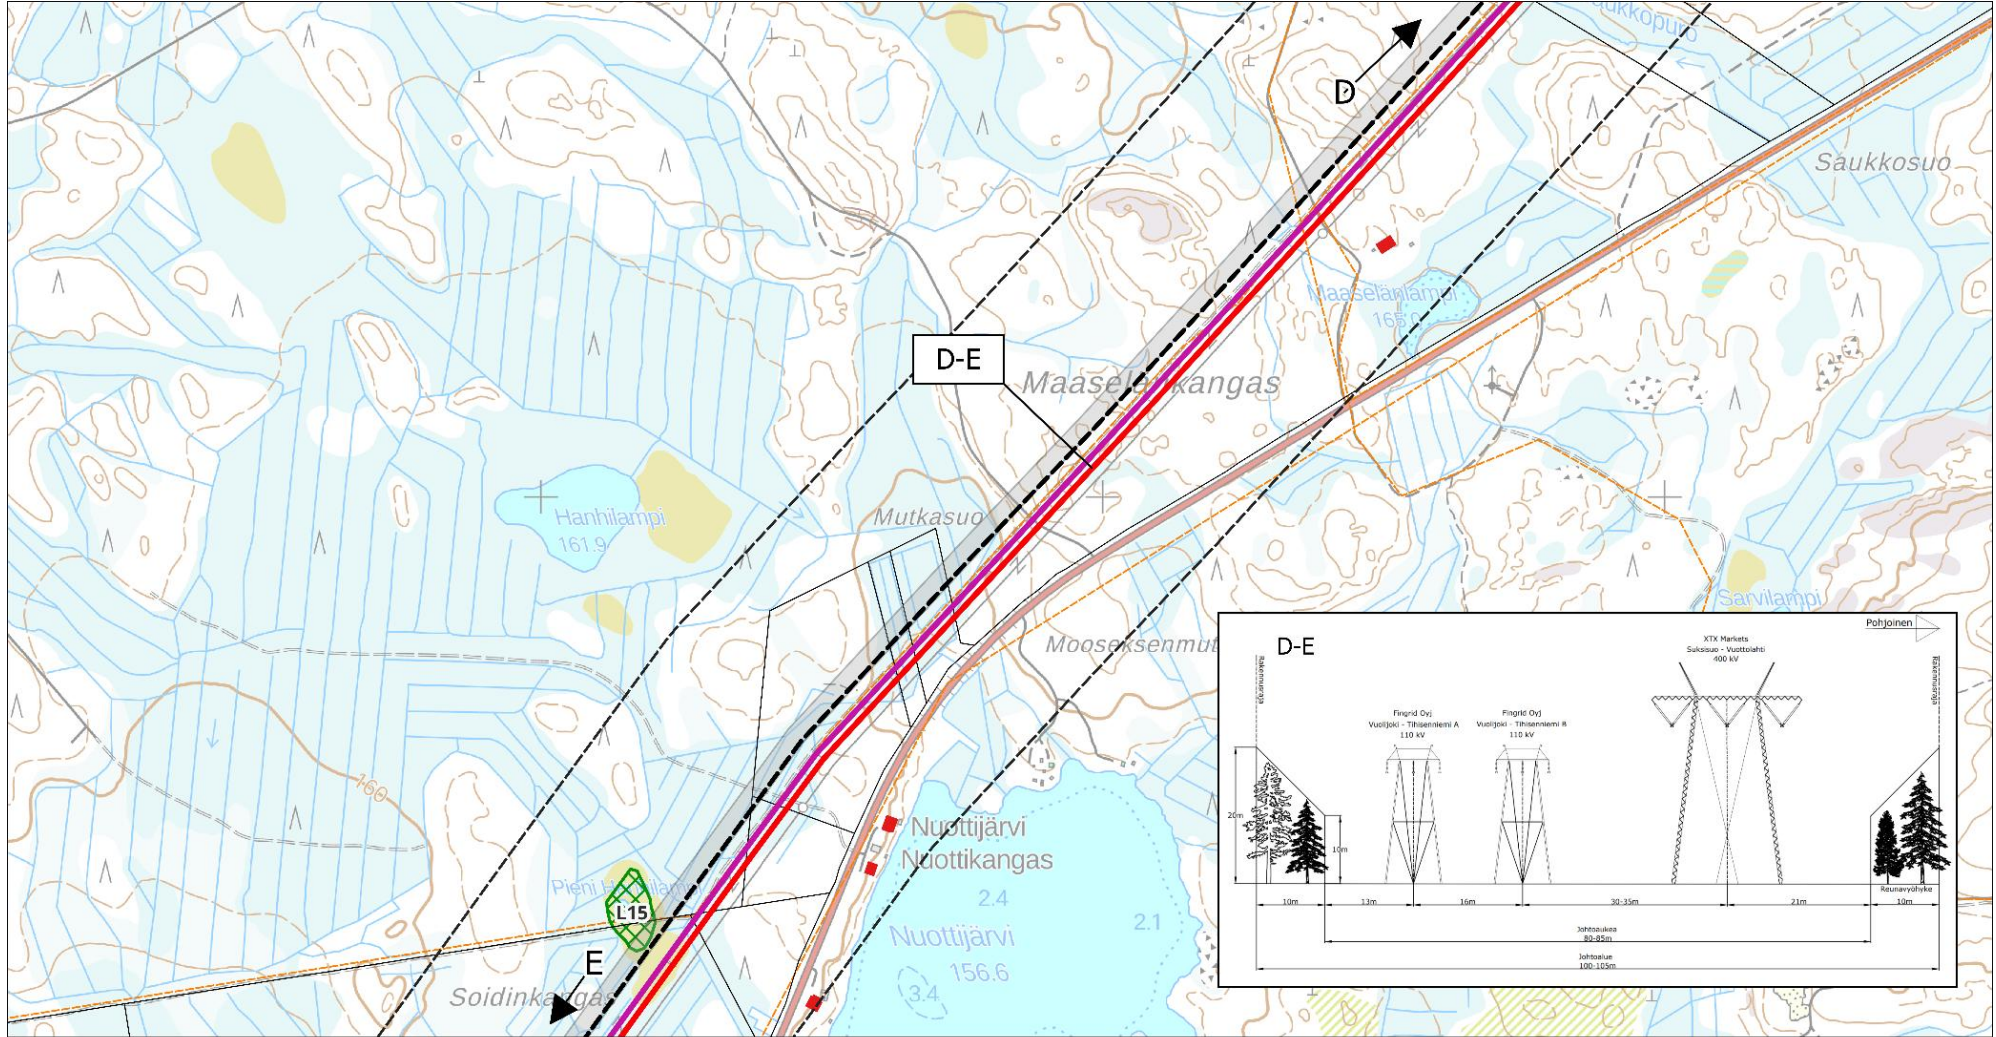 D
Saukkosuo
Maaselänlampi
165.0
D-E
Hanhilampi
161.9
Mutkasuo
Sarvilampi
Mooseksenmut
160
Nuottijärvi
Nuottikangas
2.4
2.1
Nuottijärvi
156.6
3.4
L15
E
Soidinkangas
D-E
Pohjoinen
XTX Markets
Suksisuo - Vuottolahti
400 kV
Rakennusraja
Rakennusraja
Fingrid Oyj
Vuolijoki - Tihisenniemi A
110 kV
Fingrid Oyj
Vuolijoki - Tihisenniemi B
110 kV
20m
10m
Reunavyöhyke
10m
13m
16m
30-35m
21m
10m
Johtoaukea
80-85m
Johtoalue
100-105m